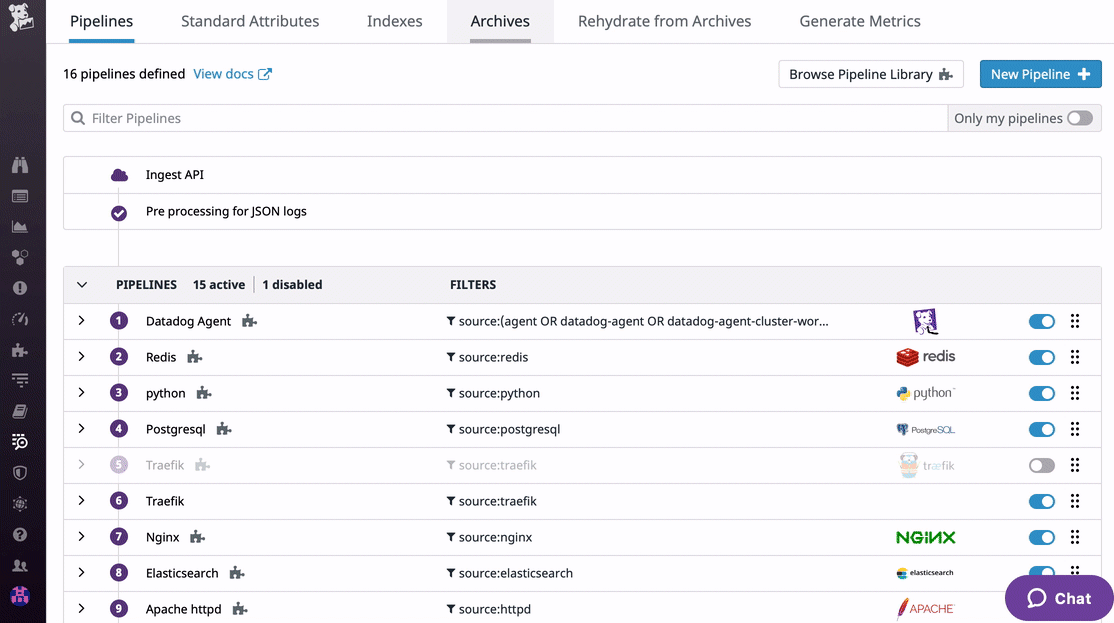 Pipelines Standard Attributes Indexes Archives Rehydrate from Archives Generate Metrics
16 pipelines defined View docs Browse Pipeline Library New Pipeline
Filter Pipelines Only my pipelines
Ingest API
Pre processing for JSON logs
PIPELINES 15 active 1 disabled FILTERS
1 Datadog Agent source:(agent OR datadog-agent OR datadog-agent-cluster-wor...
2 Redis source:redis redis
3 python source:python python™
4 Postgresql source:postgresql PostgreSQL
5 Traefik source:traefik træfik
6 Traefik source:traefik
7 Nginx source:nginx NGINX
8 Elasticsearch source:elasticsearch elasticsearch
9 Apache httpd source:httpd APACHE
Chat